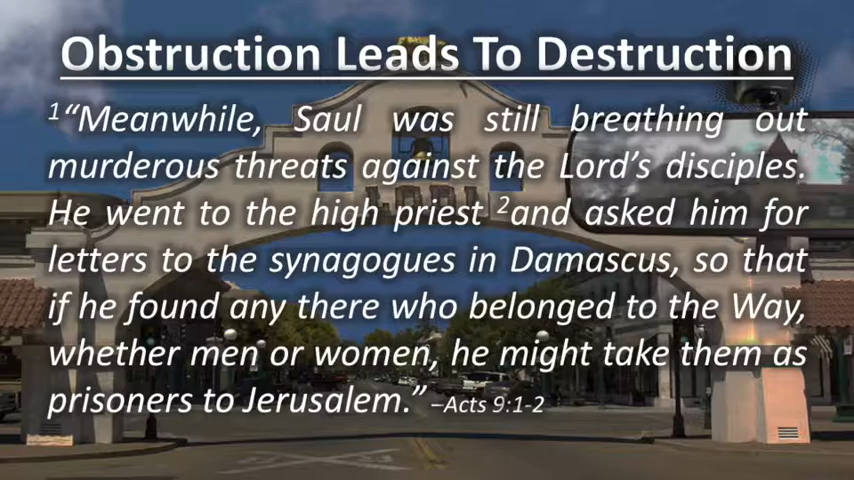 Obstruction Leads To Destruction
¹“Meanwhile, Saul was still breathing out
murderous threats against the Lord’s disciples.
He went to the high priest ²and asked him for
letters to the synagogues in Damascus, so that
if he found any there who belonged to the Way,
whether men or women, he might take them as
prisoners to Jerusalem.” –Acts 9:1-2